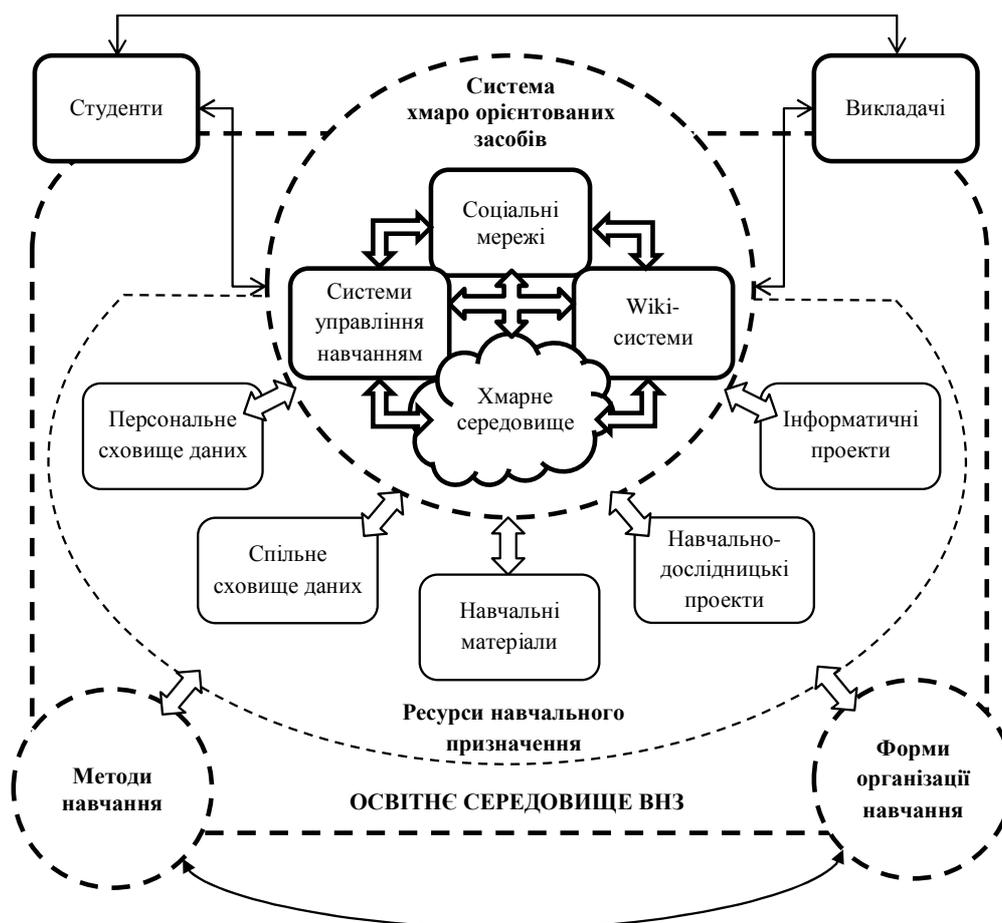 Студенти
Система
хмаро орієнтованих
засобів
Викладачі
Соціальні
мережі
Системи
управління
навчанням
Wiki-
системи
Хмарне
середовище
Персональне
сховище даних
Інформатичні
проекти
Спільне
сховище даних
Навчальні
матеріали
Навчально-
дослідницькі
проекти
Ресурси навчального
призначення
Методи
навчання
Форми
організації
навчання
ОСВІТНЄ СЕРЕДОВИЩЕ ВНЗ